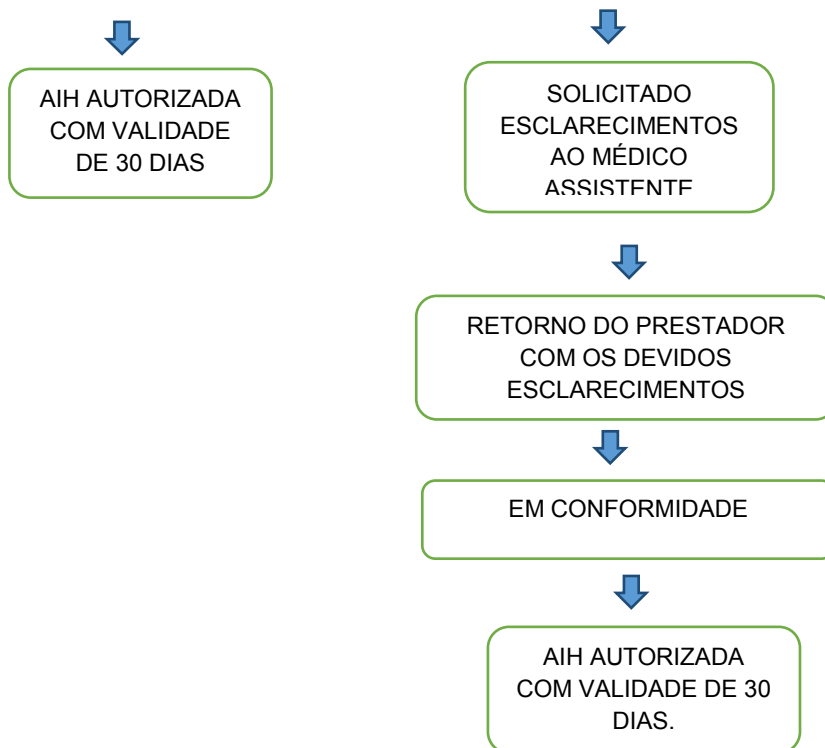 AIH AUTORIZADA
COM VALIDADE
DE 30 DIAS
SOLICITADO
ESCLARECIMENTOS
AO MÉDICO
ASSISTENTE
RETORNO DO PRESTADOR
COM OS DEVIDOS
ESCLARECIMENTOS
EM CONFORMIDADE
AIH AUTORIZADA
COM VALIDADE DE 30
DIAS.